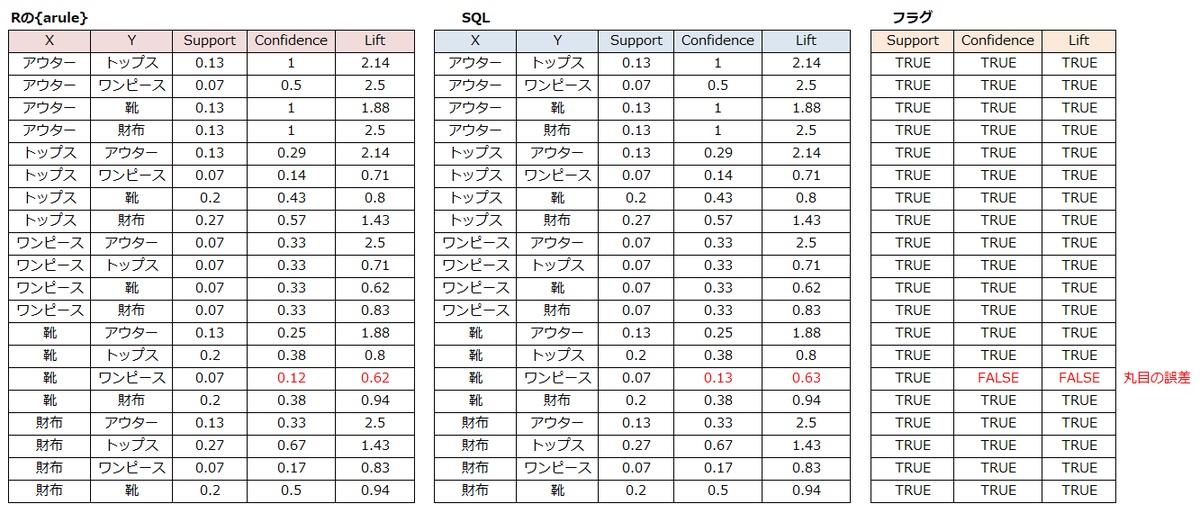 Rの{arule} SQL フラグ
X Y Support Confidence Lift X Y Support Confidence Lift Support Confidence Lift
アウター トップス 0.13 1 2.14 アウター トップス 0.13 1 2.14 TRUE TRUE TRUE
アウター ワンピース 0.07 0.5 2.5 アウター ワンピース 0.07 0.5 2.5 TRUE TRUE TRUE
アウター 靴 0.13 1 1.88 アウター 靴 0.13 1 1.88 TRUE TRUE TRUE
アウター 財布 0.13 1 2.5 アウター 財布 0.13 1 2.5 TRUE TRUE TRUE
トップス アウター 0.13 0.29 2.14 トップス アウター 0.13 0.29 2.14 TRUE TRUE TRUE
トップス ワンピース 0.07 0.14 0.71 トップス ワンピース 0.07 0.14 0.71 TRUE TRUE TRUE
トップス 靴 0.2 0.43 0.8 トップス 靴 0.2 0.43 0.8 TRUE TRUE TRUE
トップス 財布 0.27 0.57 1.43 トップス 財布 0.27 0.57 1.43 TRUE TRUE TRUE
ワンピース アウター 0.07 0.33 2.5 ワンピース アウター 0.07 0.33 2.5 TRUE TRUE TRUE
ワンピース トップス 0.07 0.33 0.71 ワンピース トップス 0.07 0.33 0.71 TRUE TRUE TRUE
ワンピース 靴 0.07 0.33 0.62 ワンピース 靴 0.07 0.33 0.62 TRUE TRUE TRUE
ワンピース 財布 0.07 0.33 0.83 ワンピース 財布 0.07 0.33 0.83 TRUE TRUE TRUE
靴 アウター 0.13 0.25 1.88 靴 アウター 0.13 0.25 1.88 TRUE TRUE TRUE
靴 トップス 0.2 0.38 0.8 靴 トップス 0.2 0.38 0.8 TRUE TRUE TRUE
靴 ワンピース 0.07 0.12 0.62 靴 ワンピース 0.07 0.13 0.63 TRUE FALSE FALSE 丸目の誤差
靴 財布 0.2 0.38 0.94 靴 財布 0.2 0.38 0.94 TRUE TRUE TRUE
財布 アウター 0.13 0.33 2.5 財布 アウター 0.13 0.33 2.5 TRUE TRUE TRUE
財布 トップス 0.27 0.67 1.43 財布 トップス 0.27 0.67 1.43 TRUE TRUE TRUE
財布 ワンピース 0.07 0.17 0.83 財布 ワンピース 0.07 0.17 0.83 TRUE TRUE TRUE
財布 靴 0.2 0.5 0.94 財布 靴 0.2 0.5 0.94 TRUE TRUE TRUE